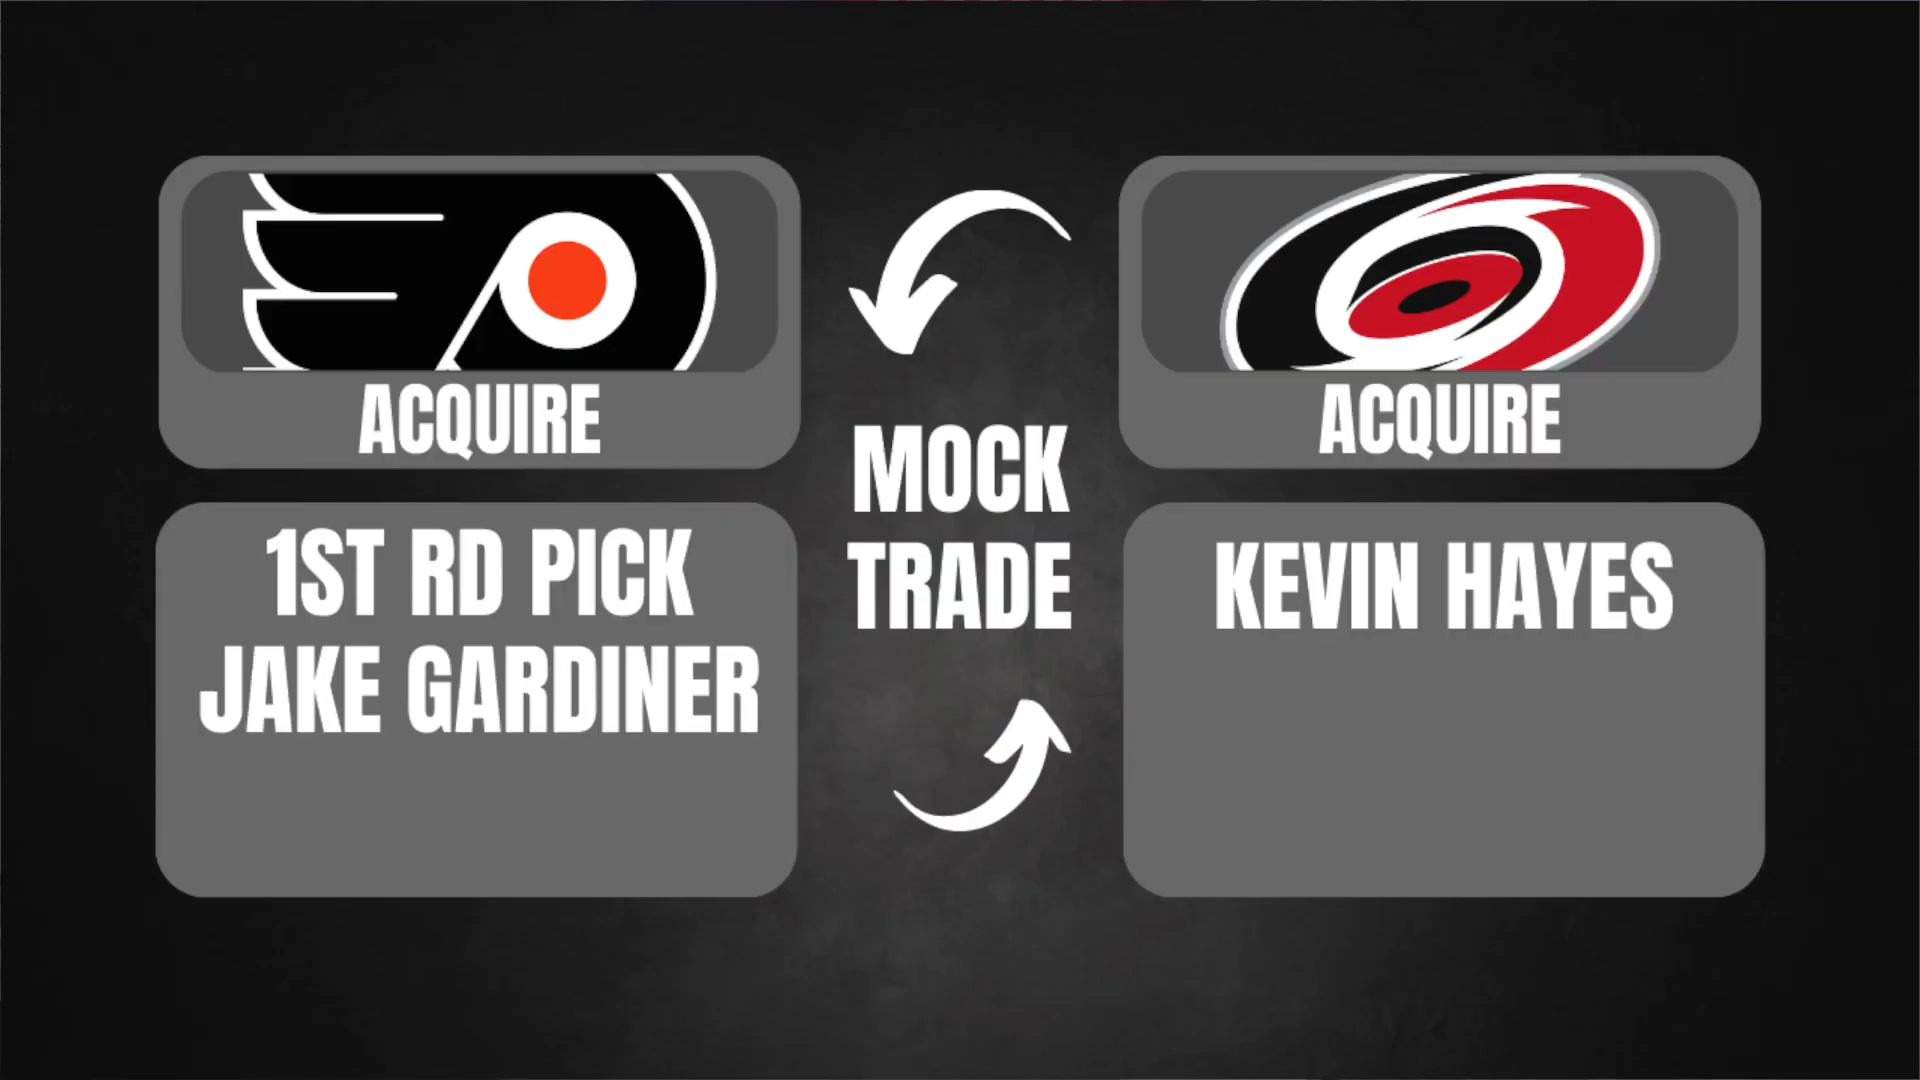 ACQUIRE
1ST RD PICK
JAKE GARDINER
MOCK
TRADE
ACQUIRE
KEVIN HAYES